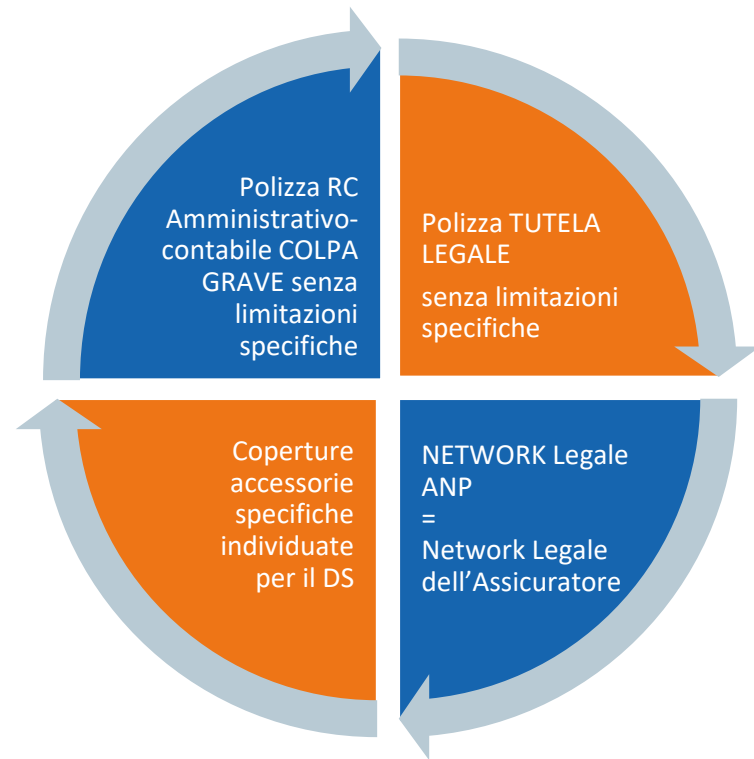 Polizza RC
Amministrativo-
contabile COLPA
GRAVE senza
limitazioni
specifiche
Polizza TUTELA
LEGALE
senza limitazioni
specifiche
Coperture
accessorie
specifiche
individuate
per il DS
NETWORK Legale
ANP
=
Network Legale
dell’Assicuratore